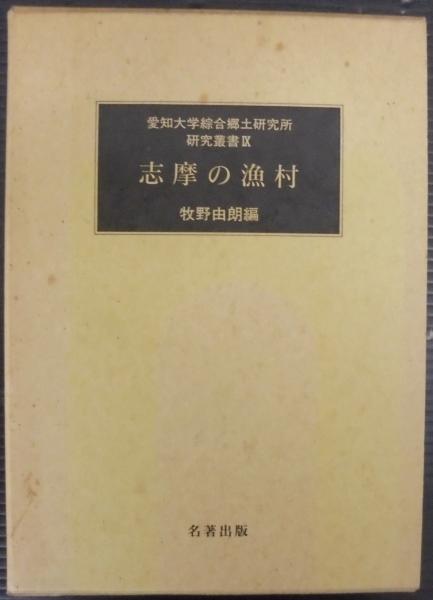 愛知大学綜合郷土研究所
研究叢書Ⅸ
志摩の漁村
牧野由朗編
名著出版